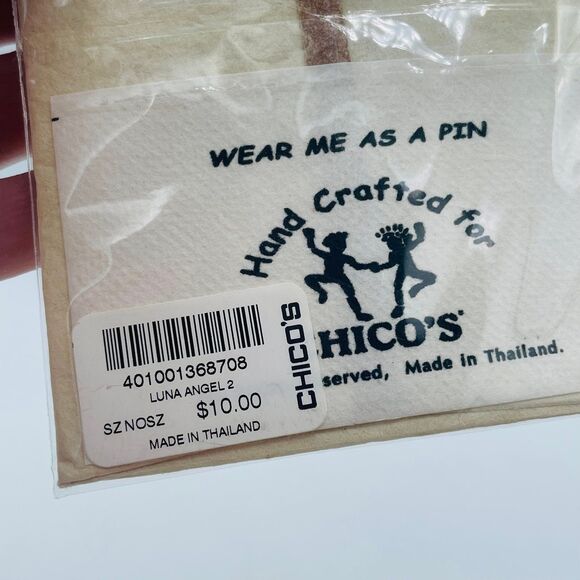 WEAR ME AS A PIN
Hand Crafted for
CHICO'S®
served, Made in Thailand.
401001368708
LUNA ANGEL 2
SZ NOSZ $10.00
MADE IN THAILAND
CHICO'S